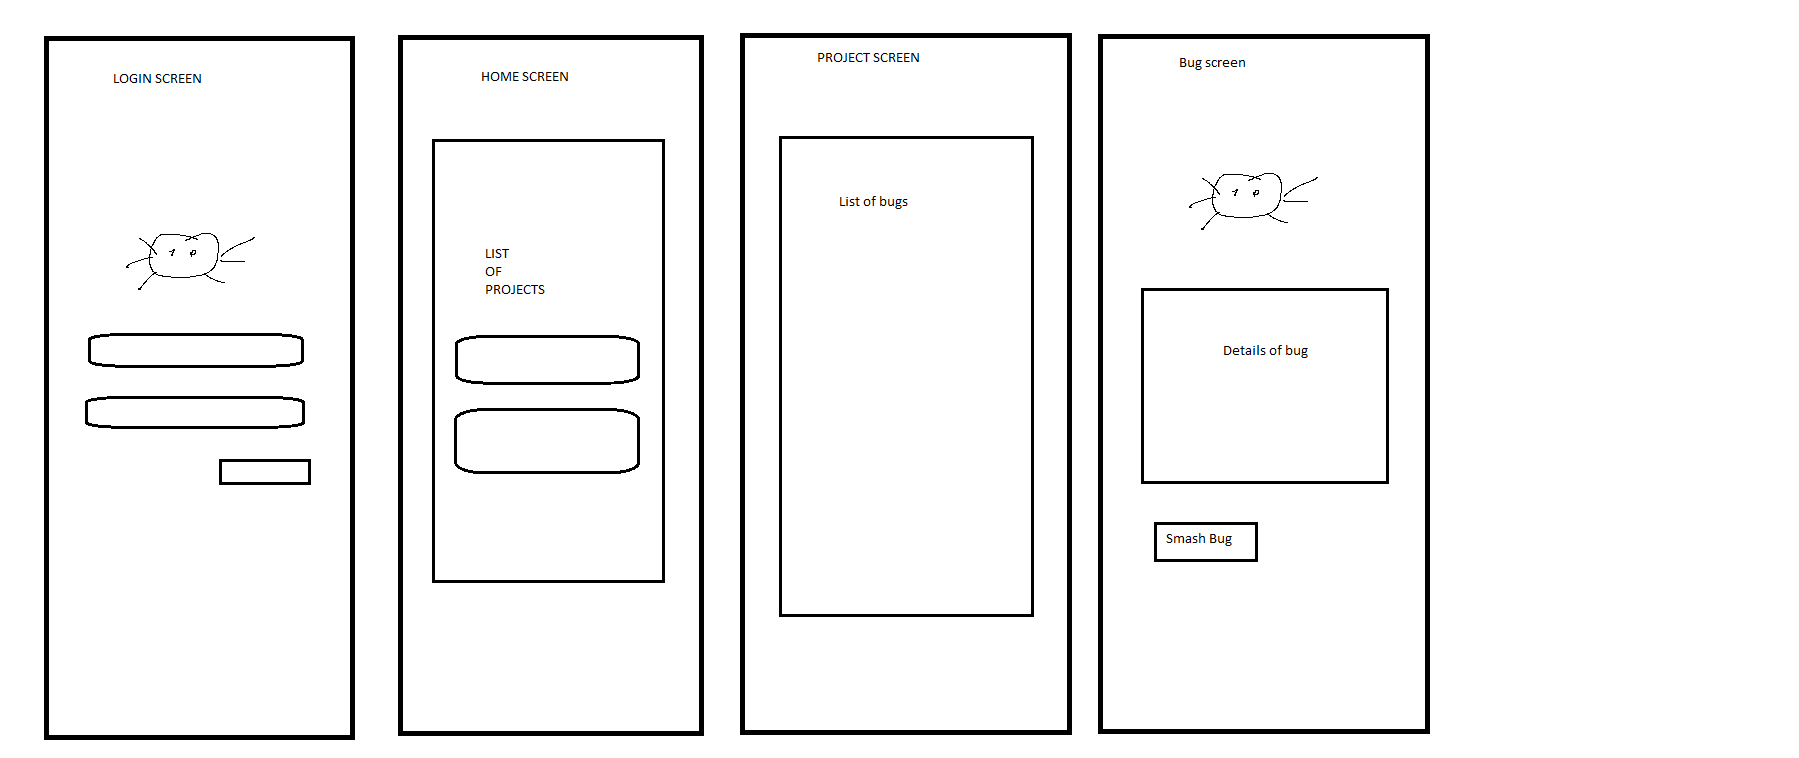 LOGIN SCREEN
HOME SCREEN
LIST
OF
PROJECTS
PROJECT SCREEN
List of bugs
Bug screen
Details of bug
Smash Bug